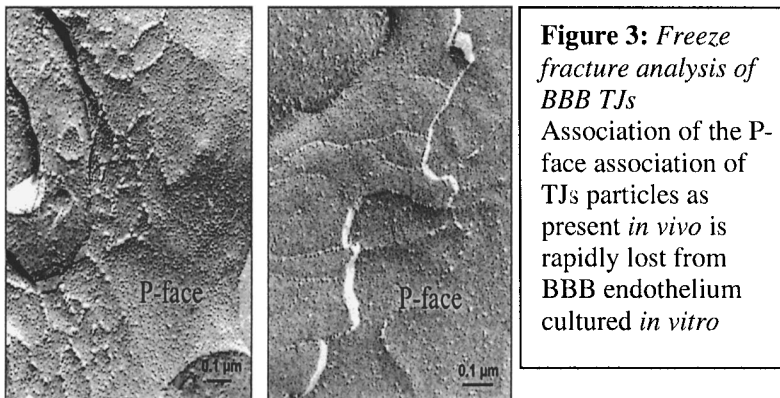 P-face
0.1 µm
P-face
0.1 µm
Figure 3: Freeze
fracture analysis of
BBB TJs
Association of the P-
face association of
TJs particles as
present in vivo is
rapidly lost from
BBB endothelium
cultured in vitro